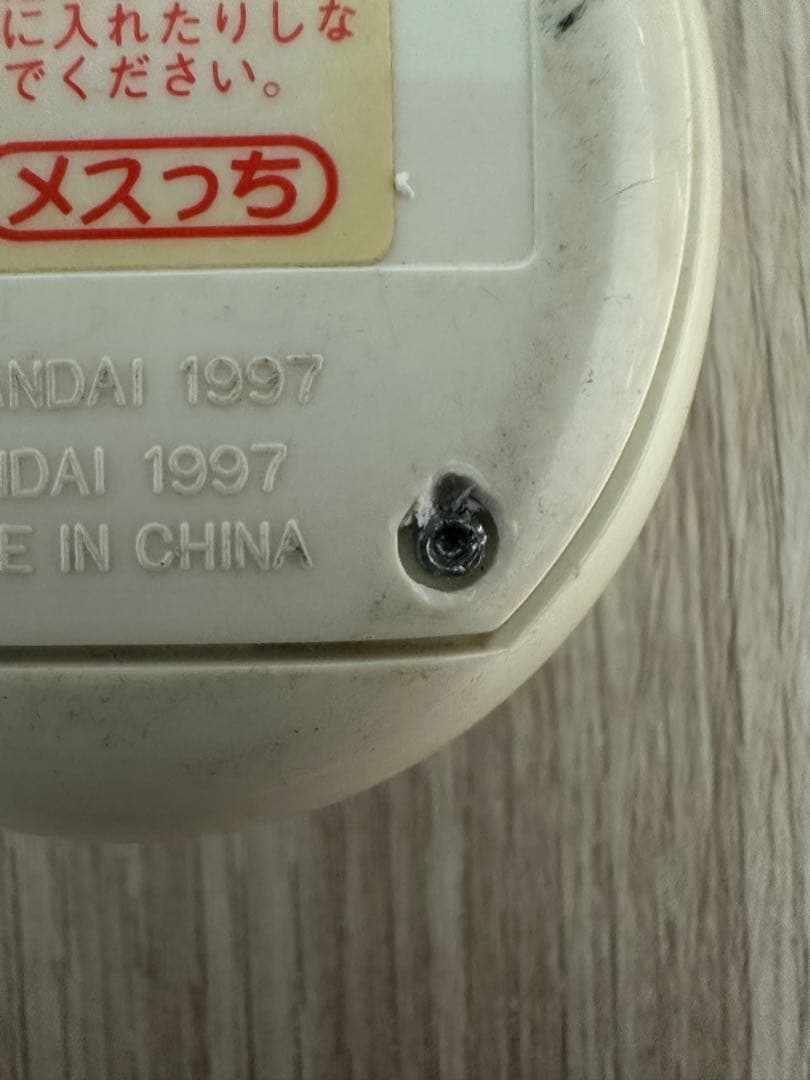 に入れたりしな
でください。
メスっち
ANDAI 1997
NDAI 1997
E IN CHINA